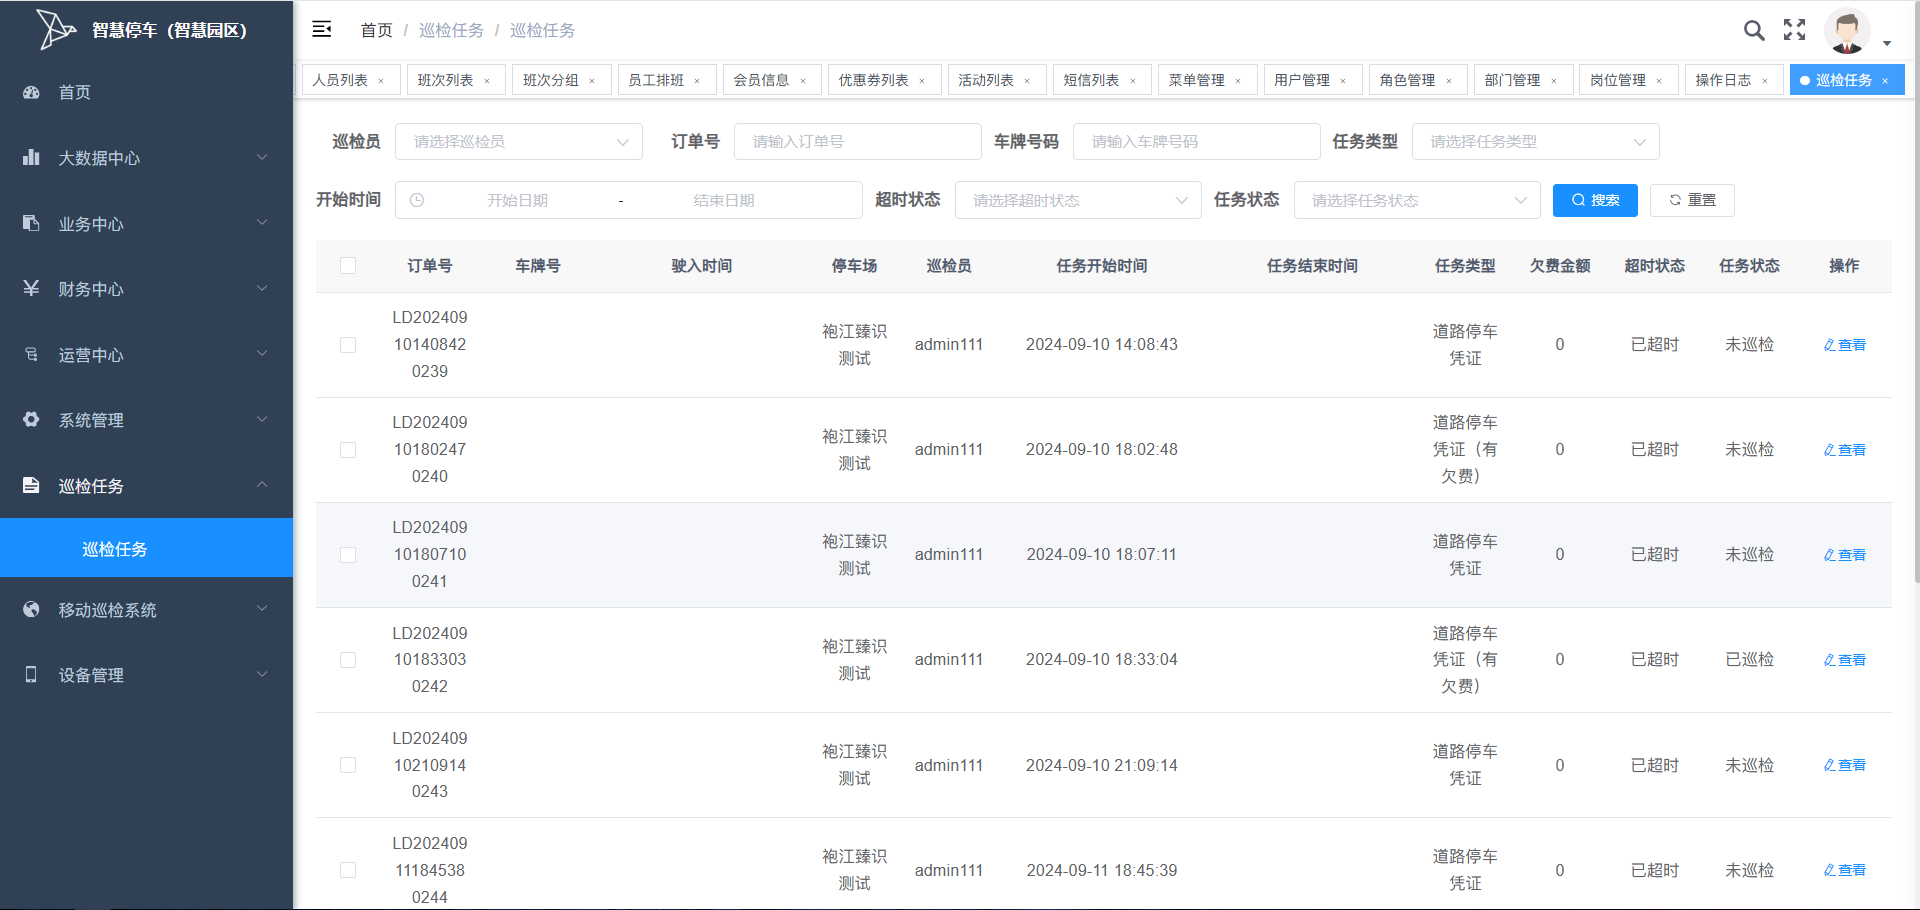 智慧停车（智慧园区）
首页 / 巡检任务 / 巡检任务
人员列表 × 班次列表 × 班次分组 × 员工排班 × 会员信息 × 优惠券列表 × 活动列表 × 短信列表 × 菜单管理 × 用户管理 × 角色管理 × 部门管理 × 岗位管理 × 操作日志 × 巡检任务 ×
首页
大数据中心
业务中心
财务中心
运营中心
系统管理
巡检任务
巡检任务
移动巡检系统
设备管理
巡检员 请选择巡检员 订单号 请输入订单号 车牌号码 请输入车牌号码 任务类型 请选择任务类型
开始时间 开始日期 - 结束日期 超时状态 请选择超时状态 任务状态 请选择任务状态 搜索 重置
订单号 车牌号 驶入时间 停车场 巡检员 任务开始时间 任务结束时间 任务类型 欠费金额 超时状态 任务状态 操作
LD202409
10140842
0239
袍江臻识
测试
admin111 2024-09-10 14:08:43
道路停车
凭证
0 已超时 未巡检 查看
LD202409
10180247
0240
袍江臻识
测试
admin111 2024-09-10 18:02:48
道路停车
凭证（有
欠费）
0 已超时 未巡检 查看
LD202409
10180710
0241
袍江臻识
测试
admin111 2024-09-10 18:07:11
道路停车
凭证
0 已超时 未巡检 查看
LD202409
10183303
0242
袍江臻识
测试
admin111 2024-09-10 18:33:04
道路停车
凭证（有
欠费）
0 已超时 已巡检 查看
LD202409
10210914
0243
袍江臻识
测试
admin111 2024-09-10 21:09:14
道路停车
凭证
0 已超时 未巡检 查看
LD202409
11184538
0244
袍江臻识
测试
admin111 2024-09-11 18:45:39
道路停车
凭证
0 已超时 未巡检 查看